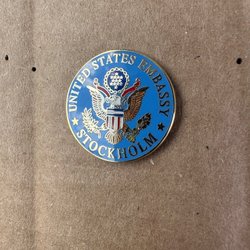 UNITED STATES EMBASSY
STOCKHOLM